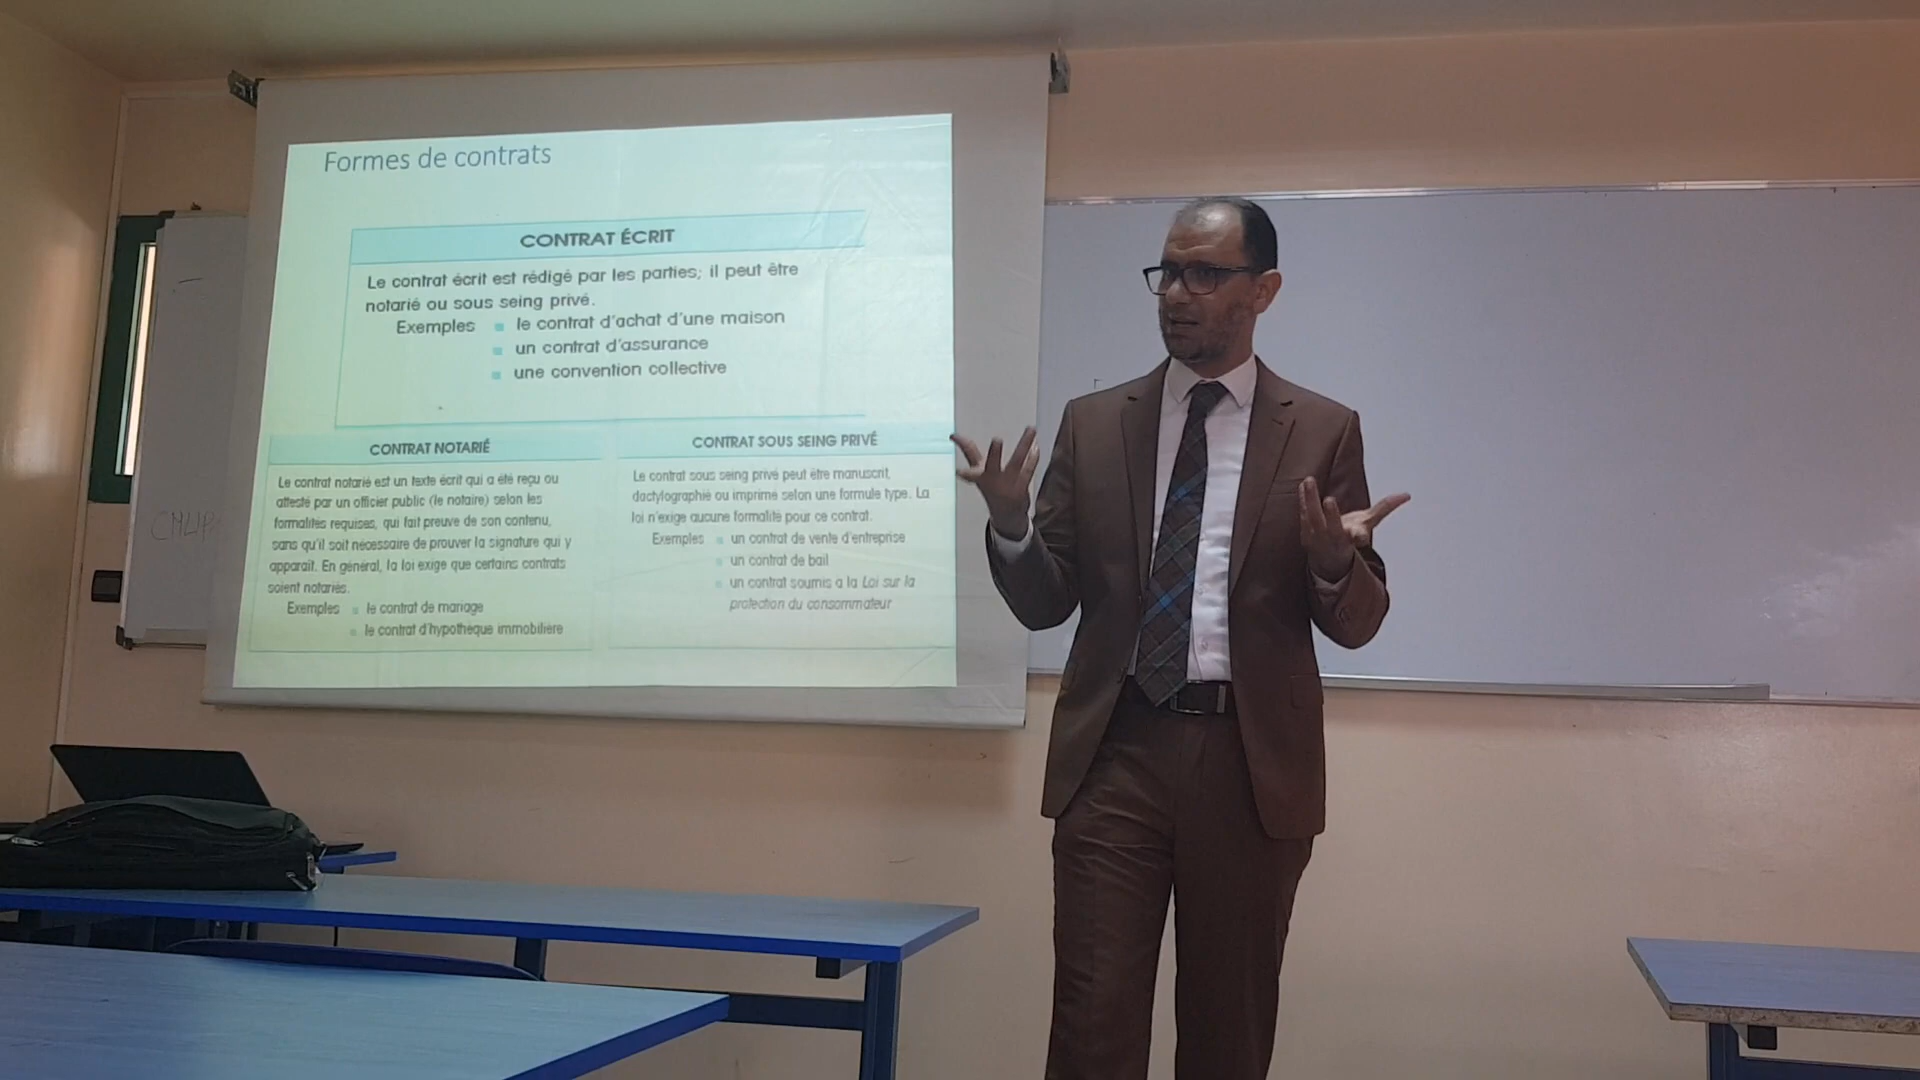 Formes de contrats
CONTRAT ÉCRIT
Le contrat écrit est rédigé par les parties; il peut être
notarié ou sous seing privé.
Exemples ■ le contrat d'achat d'une maison
■ un contrat d'assurance
■ une convention collective
CONTRAT NOTARIÉ
Le contrat notarié est un texte écrit qui a été reçu ou
attesté par un officier public (le notaire) selon les
formalités requises, qui fait preuve de son contenu,
sans qu'il soit nécessaire de prouver la signature qui y
apparaît. En général, la loi exige que certains contrats
soient notariés.
Exemples ■ le contrat de mariage
■ le contrat d'hypothèque immobilière
CONTRAT SOUS SEING PRIVÉ
Le contrat sous seing privé peut être manuscrit,
dactylographié ou imprimé selon une formule type. La
loi n'exige aucune formalité pour ce contrat.
Exemples ■ un contrat de vente d'entreprise
■ un contrat de bail
■ un contrat soumis à la Loi sur la
protection du consommateur